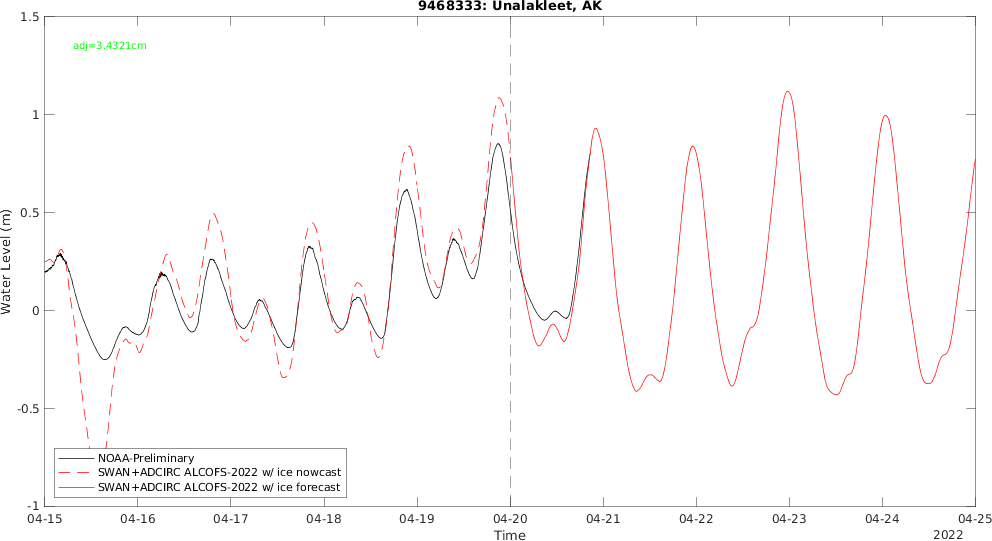 9468333: Unalakleet, AK
adj=3.4321cm
1.5
1
0.5
0
-0.5
-1
Water Level (m)
NOAA-Preliminary
SWAN+ADCIRC ALCOFS-2022 w/ ice nowcast
SWAN+ADCIRC ALCOFS-2022 w/ ice forecast
04-15 04-16 04-17 04-18 04-19 04-20 04-21 04-22 04-23 04-24 04-25
Time
2022